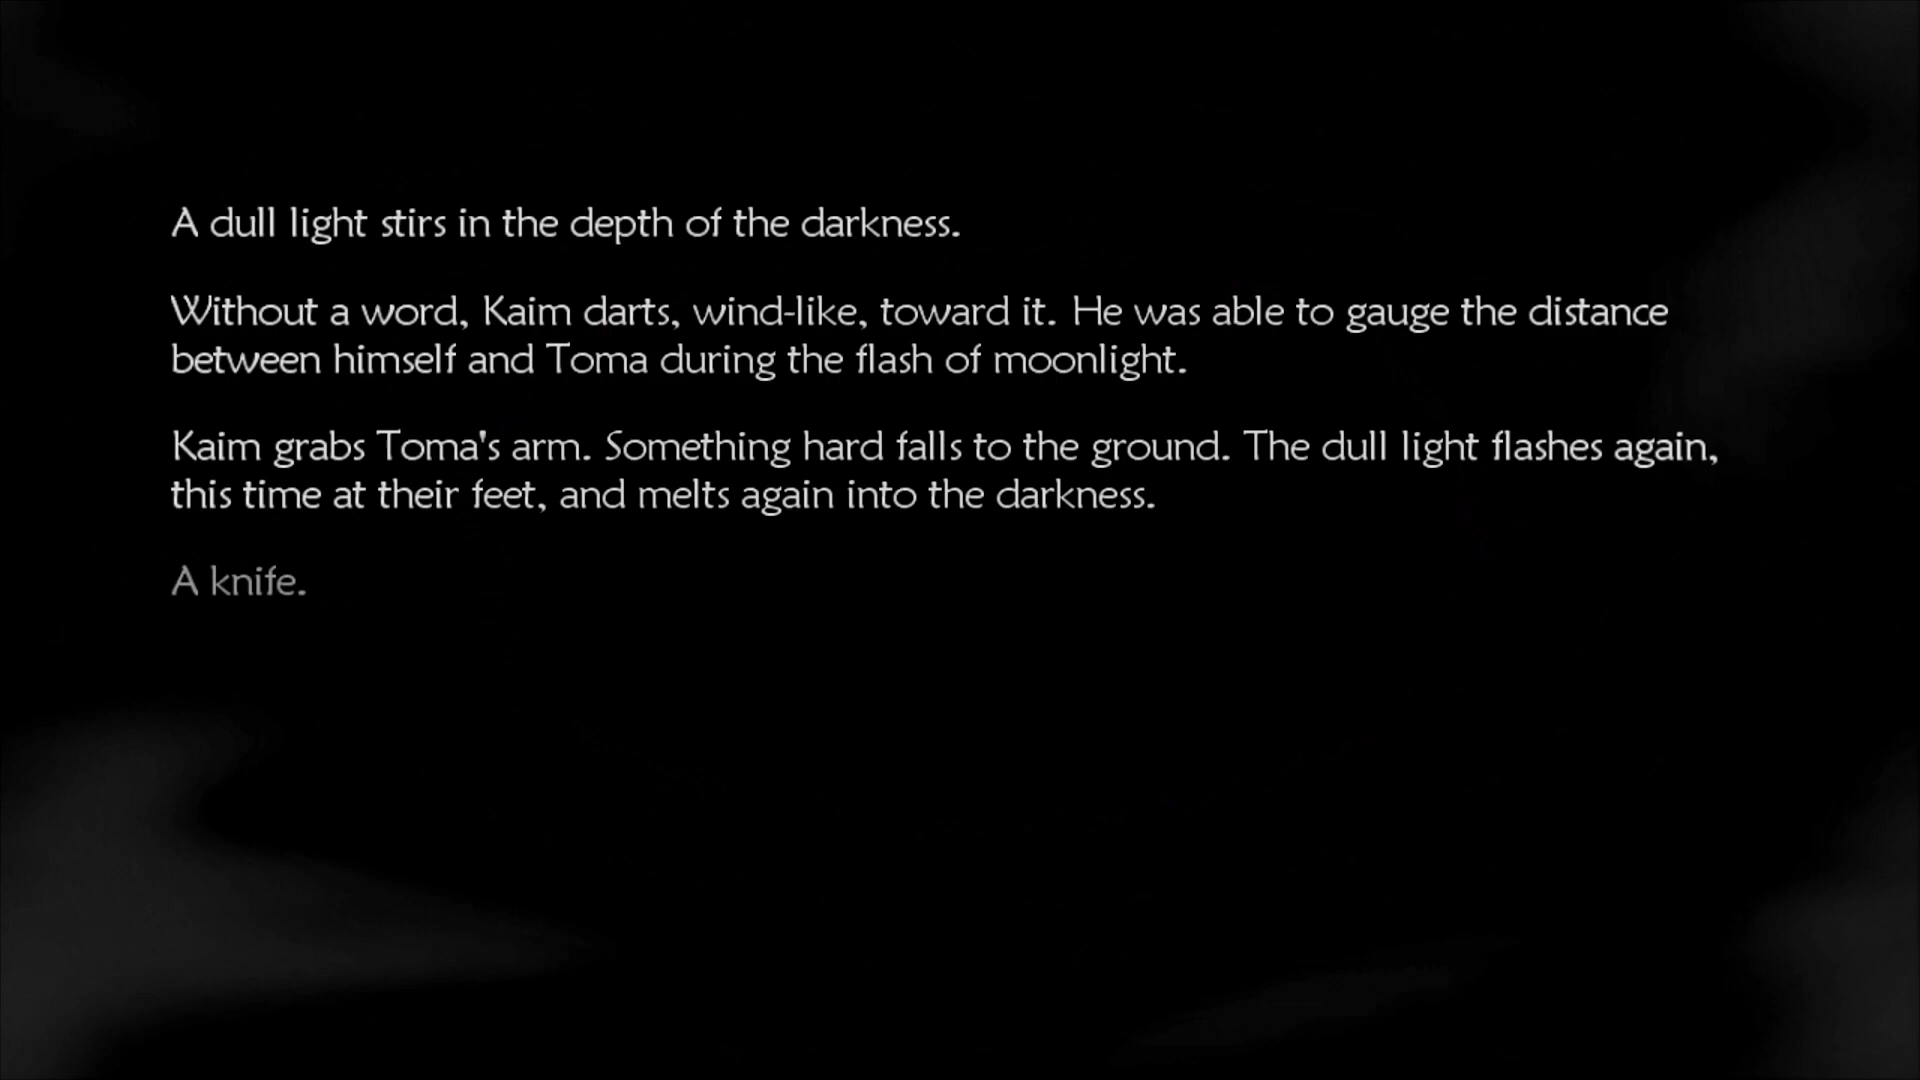 A dull light stirs in the depth of the darkness.
Without a word, Kaim darts, wind-like, toward it. He was able to gauge the distance
between himself and Toma during the flash of moonlight.
Kaim grabs Toma's arm. Something hard falls to the ground. The dull light flashes again,
this time at their feet, and melts again into the darkness.
A knife.